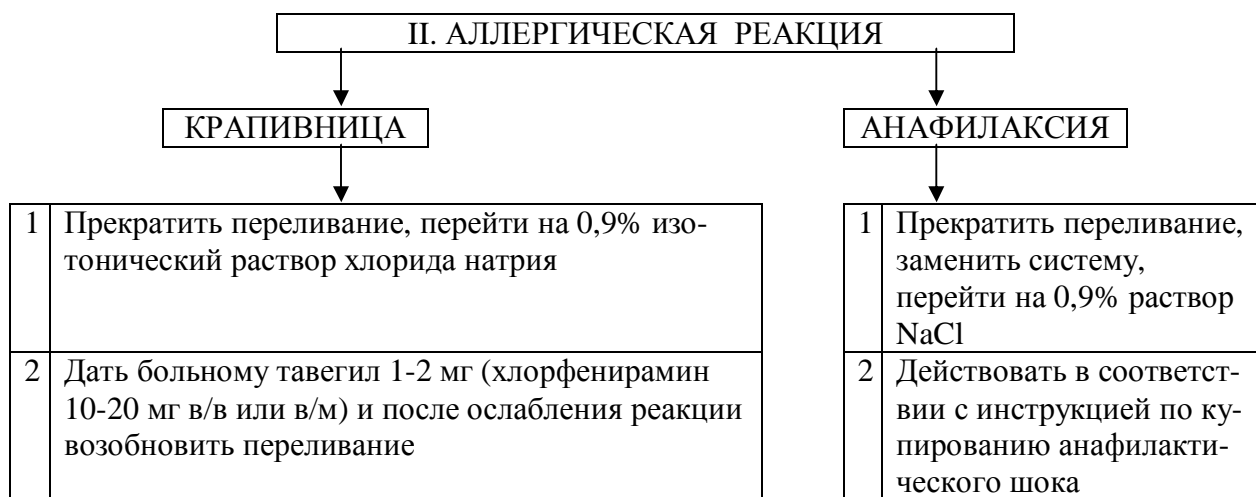 II. АЛЛЕРГИЧЕСКАЯ РЕАКЦИЯ
КРАПИВНИЦА
1 Прекратить переливание, перейти на 0,9% изо-
тонический раствор хлорида натрия
2 Дать больному тавегил 1-2 мг (хлорфенирамин
10-20 мг в/в или в/м) и после ослабления реакции
возобновить переливание
АНАФИЛАКСИЯ
1 Прекратить переливание,
заменить систему,
перейти на 0,9% раствор
NaCl
2 Действовать в соответст-
вии с инструкцией по ку-
пированию анафилакти-
ческого шока